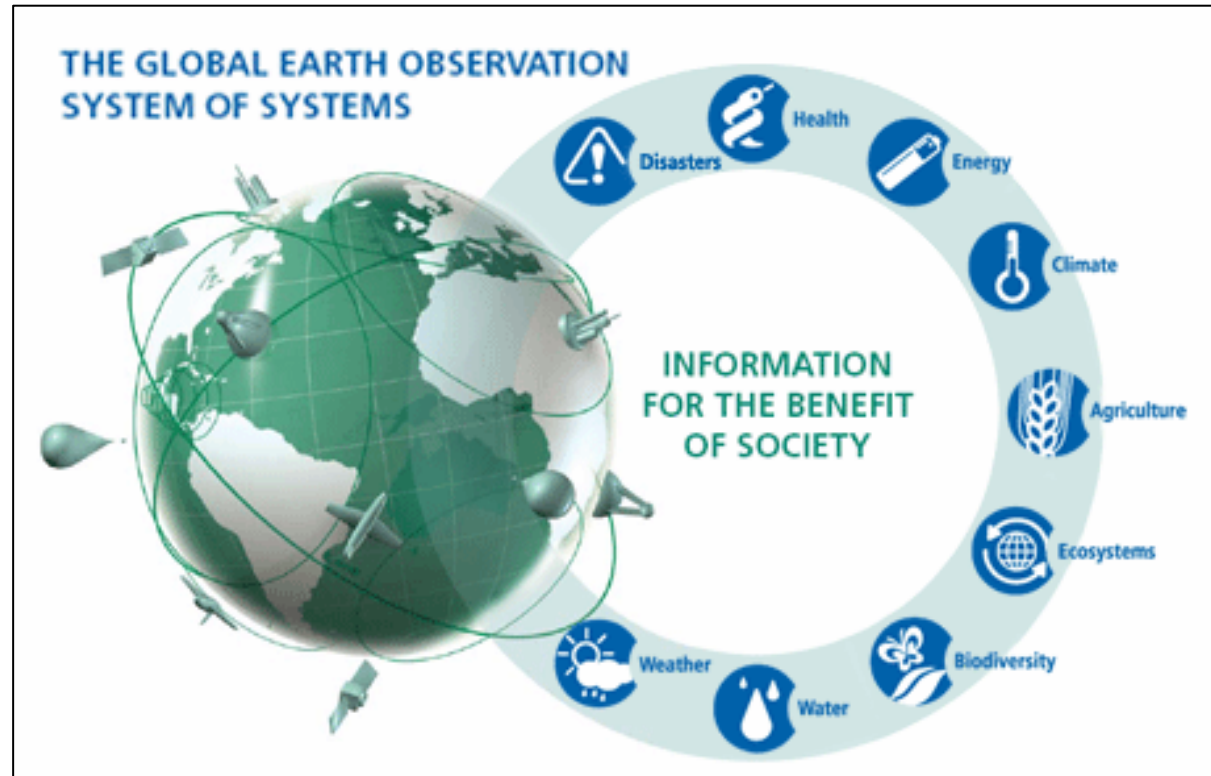 THE GLOBAL EARTH OBSERVATION
SYSTEM OF SYSTEMS
Health
Disasters
Energy
Climate
INFORMATION
FOR THE BENEFIT
OF SOCIETY
Agriculture
Ecosystems
Biodiversity
Weather
Water